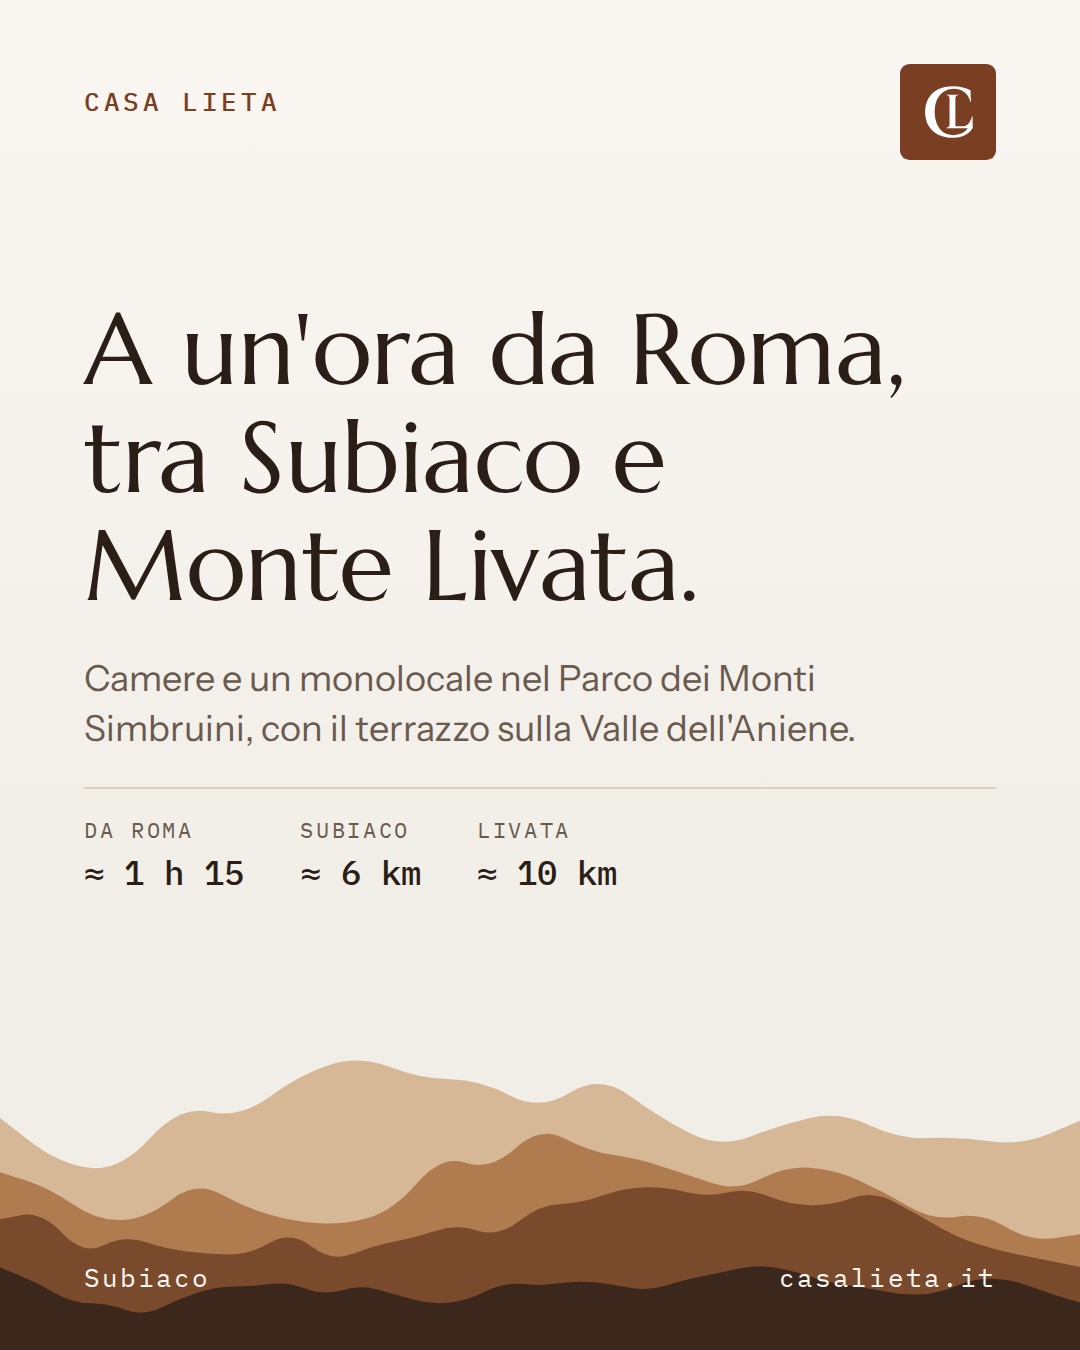 CASA LIETA
CL
A un'ora da Roma,
tra Subiaco e
Monte Livata.
Camere e un monolocale nel Parco dei Monti
Simbruini, con il terrazzo sulla Valle dell'Aniene.
DA ROMA SUBIACO LIVATA
≈ 1 h 15 ≈ 6 km ≈ 10 km
Subiaco casalieta.it